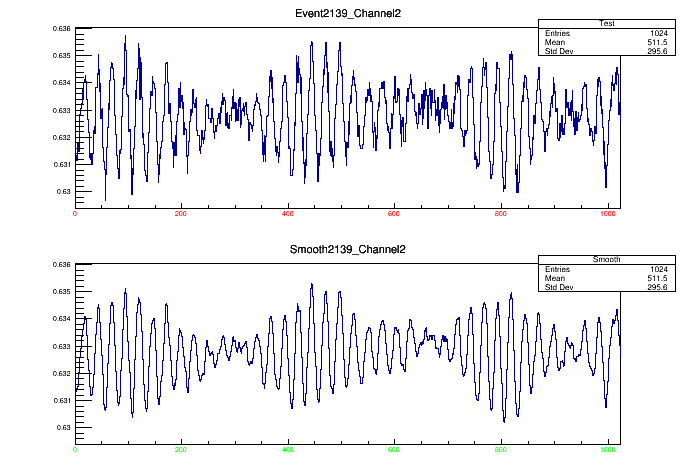 Event2139_Channel2
Test
Entries 1024
Mean 511.5
Std Dev 295.6
0.636
0.635
0.634
0.633
0.632
0.631
0.63
0 200 400 600 800 1000
Smooth2139_Channel2
Smooth
Entries 1024
Mean 511.5
Std Dev 295.6
0.636
0.635
0.634
0.633
0.632
0.631
0.63
0 200 400 600 800 1000